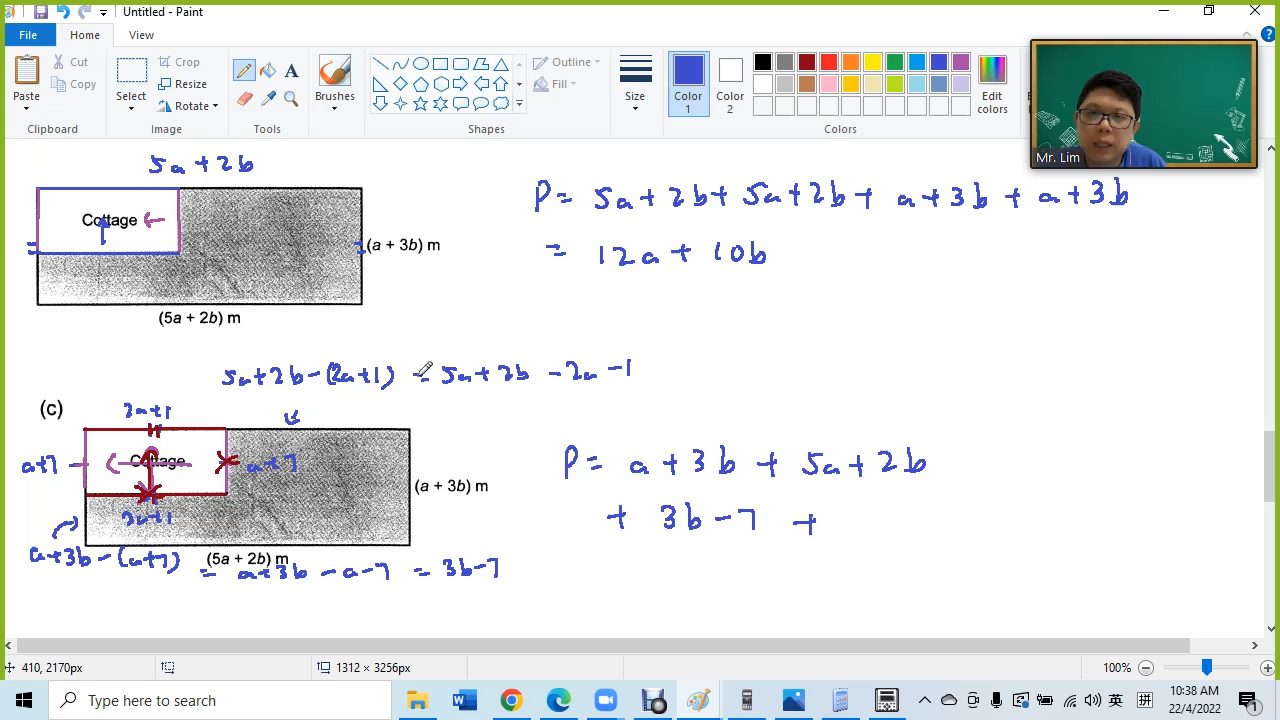 Untitled - Paint
File Home View
Paste Cut Copy
Clipboard
Select Crop Resize Rotate
Image
A
Tools
Brushes
Outline
Fill
Shapes
Size
Color 1
Color 2
Edit colors
Colors
Mr. Lim
5a + 2b
Cottage
(a + 3b) m
(5a + 2b) m
P = 5a + 2b + 5a + 2b + a + 3b + a + 3b
= 12a + 10b
5a+2b-(2a+1) = 5a+2b -2a -1
(c)
2a+1
a+7
Cottage
a+7
2a+1
(a + 3b) m
a+3b-(a+7)
(5a + 2b) m
= a+3b -a-7 = 3b-7
P = a + 3b + 5a + 2b
+ 3b - 7 +
410, 2170px
1312 × 3256px
100%
Type here to search
英
拼
10:38 AM
22/4/2022
1